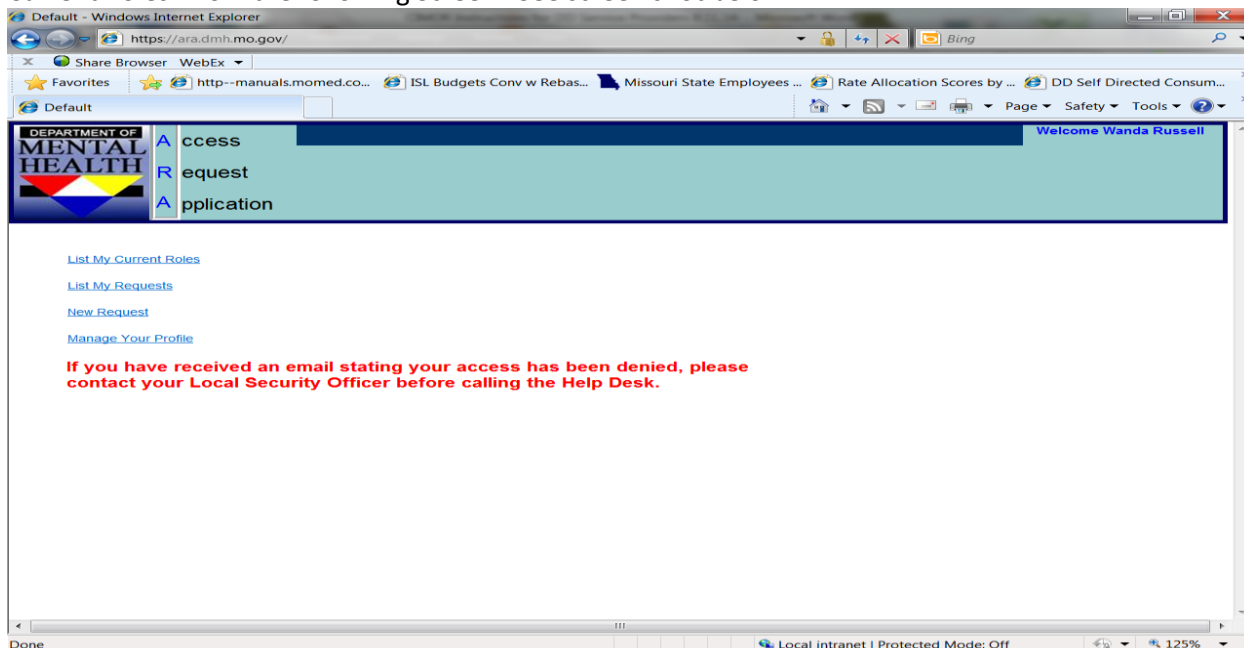 Default - Windows Internet Explorer
https://ara.dmh.mo.gov/
Bing
x Share Browser WebEx
Favorites http--manuals.momed.co... ISL Budgets Conv w Rebas... Missouri State Employees ... Rate Allocation Scores by ... DD Self Directed Consum...
Default
Page Safety Tools
DEPARTMENT OF
MENTAL
HEALTH
A ccess
R equest
A pplication
Welcome Wanda Russell
List My Current Roles
List My Requests
New Request
Manage Your Profile
If you have received an email stating your access has been denied, please
contact your Local Security Officer before calling the Help Desk.
Done
Local intranet | Protected Mode: Off
125%